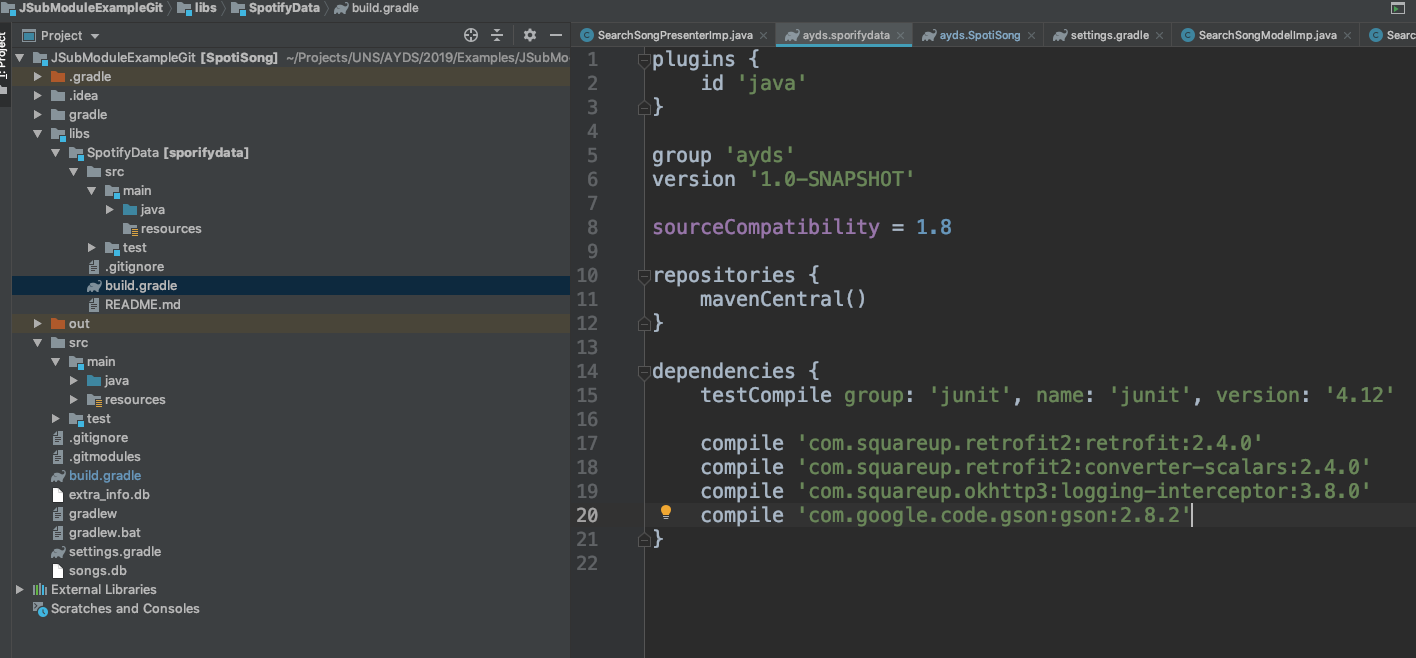 JSubModuleExampleGit libs SpotifyData build.gradle
1: Project
Project
JSubModuleExampleGit [SpotiSong] ~/Projects/UNS/AYDS/2019/Examples/JSubMo
.gradle
.idea
gradle
libs
SpotifyData [sporifydata]
src
main
java
resources
test
.gitignore
build.gradle
README.md
out
src
main
java
resources
test
.gitignore
.gitmodules
build.gradle
extra_info.db
gradlew
gradlew.bat
settings.gradle
songs.db
External Libraries
Scratches and Consoles
SearchSongPresenterImp.java ayds.sporifydata ayds.SpotiSong settings.gradle SearchSongModelImp.java Searc
1 plugins {
2 id 'java'
3 }
4
5 group 'ayds'
6 version '1.0-SNAPSHOT'
7
8 sourceCompatibility = 1.8
9
10 repositories {
11 mavenCentral()
12 }
13
14 dependencies {
15 testCompile group: 'junit', name: 'junit', version: '4.12'
16
17 compile 'com.squareup.retrofit2:retrofit:2.4.0'
18 compile 'com.squareup.retrofit2:converter-scalars:2.4.0'
19 compile 'com.squareup.okhttp3:logging-interceptor:3.8.0'
20 compile 'com.google.code.gson:gson:2.8.2'
21 }
22